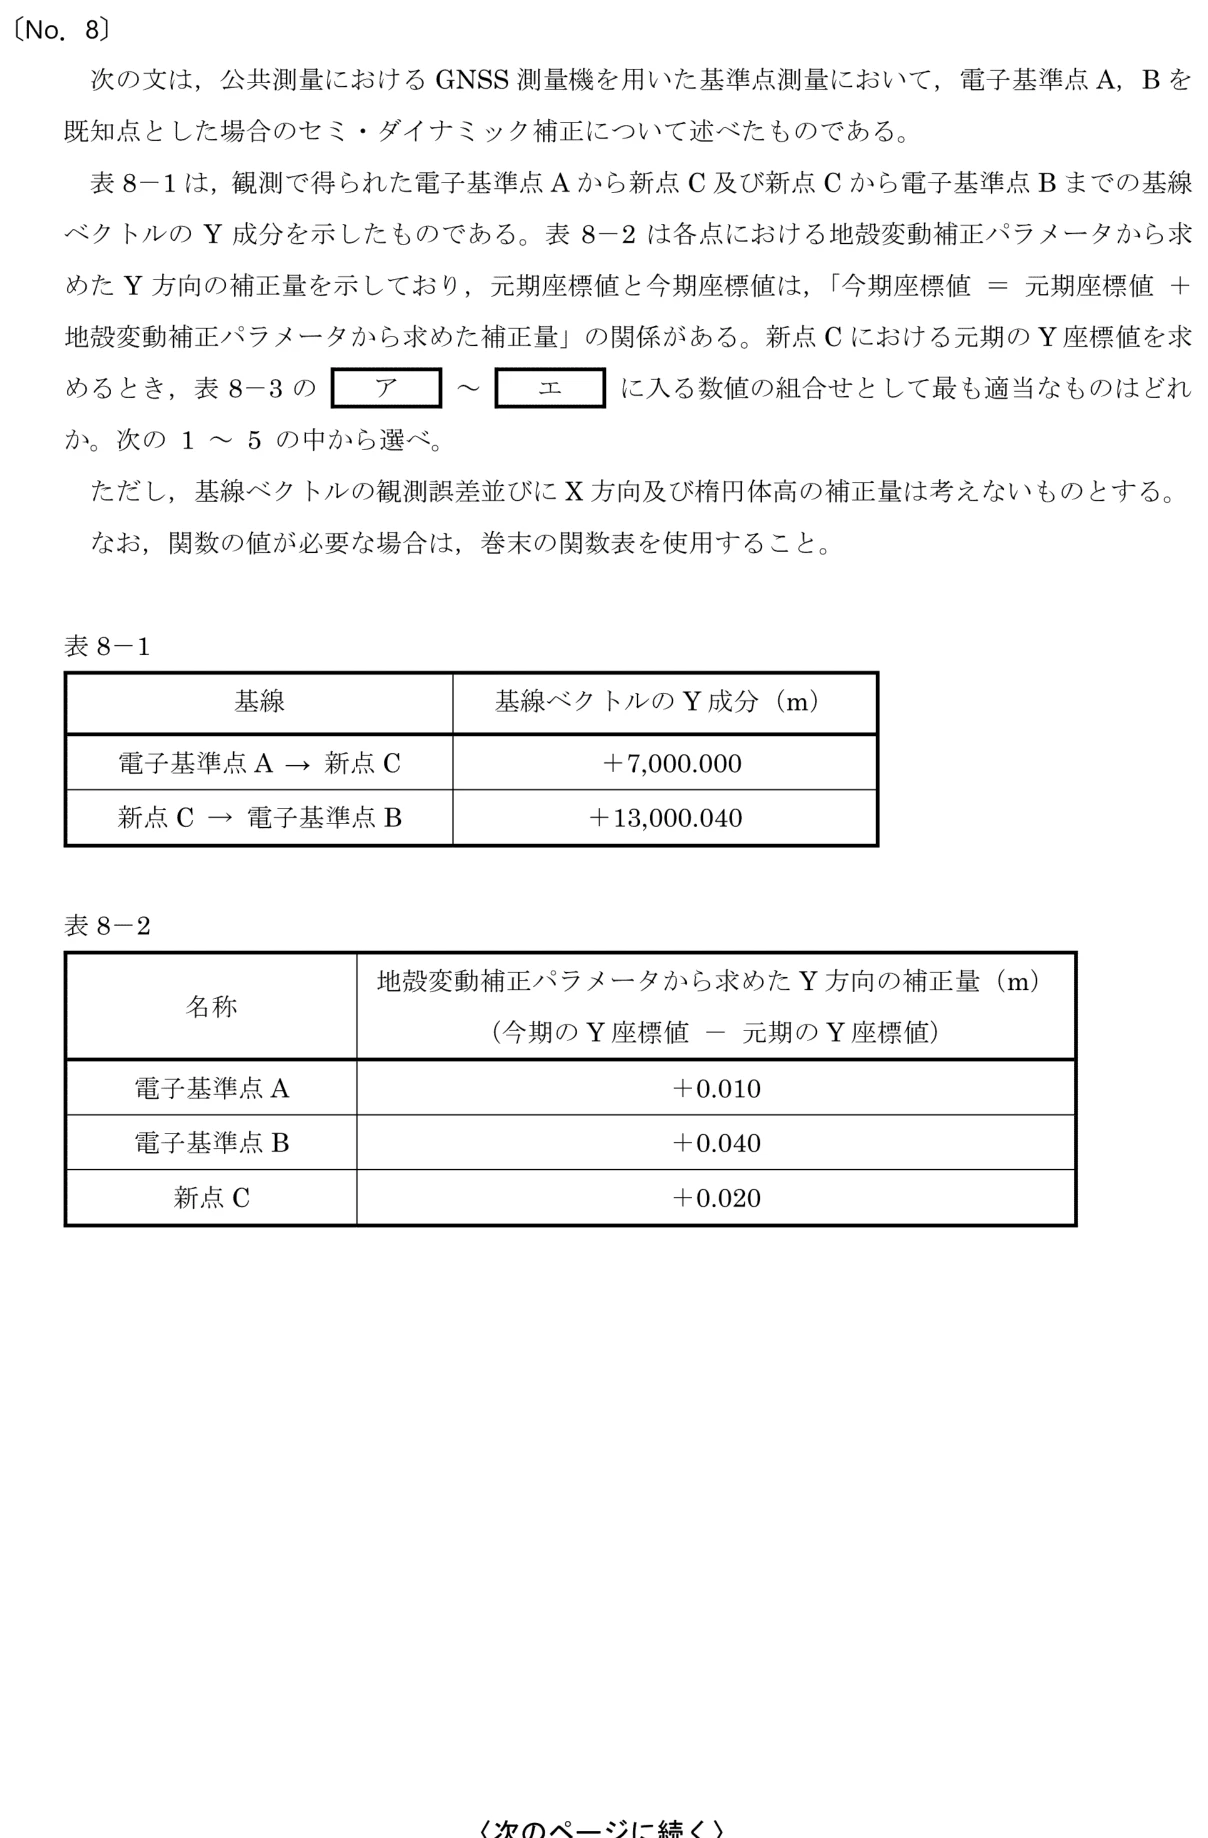 〔No. 8〕
次の文は，公共測量における GNSS 測量機を用いた基準点測量において，電子基準点 A，B を
既知点とした場合のセミ・ダイナミック補正について述べたものである。
表 8－1 は，観測で得られた電子基準点 A から新点 C 及び新点 C から電子基準点 B までの基線
ベクトルの Y 成分を示したものである。表 8－2 は各点における地殻変動補正パラメータから求
めた Y 方向の補正量を示しており，元期座標値と今期座標値は，「今期座標値 ＝ 元期座標値 ＋
地殻変動補正パラメータから求めた補正量」の関係がある。新点 C における元期の Y 座標値を求
めるとき，表 8－3 の ア ～ エ に入る数値の組合せとして最も適当なものはどれ
か。次の 1 ～ 5 の中から選べ。
ただし，基線ベクトルの観測誤差並びに X 方向及び楕円体高の補正量は考えないものとする。
なお，関数の値が必要な場合は，巻末の関数表を使用すること。
表 8－1
基線 基線ベクトルの Y 成分（m）
電子基準点 A → 新点 C ＋7,000.000
新点 C → 電子基準点 B ＋13,000.040
表 8－2
名称 地殻変動補正パラメータから求めた Y 方向の補正量（m）
（今期の Y 座標値 － 元期の Y 座標値）
電子基準点 A ＋0.010
電子基準点 B ＋0.040
新点 C ＋0.020
〈次のページに続く〉